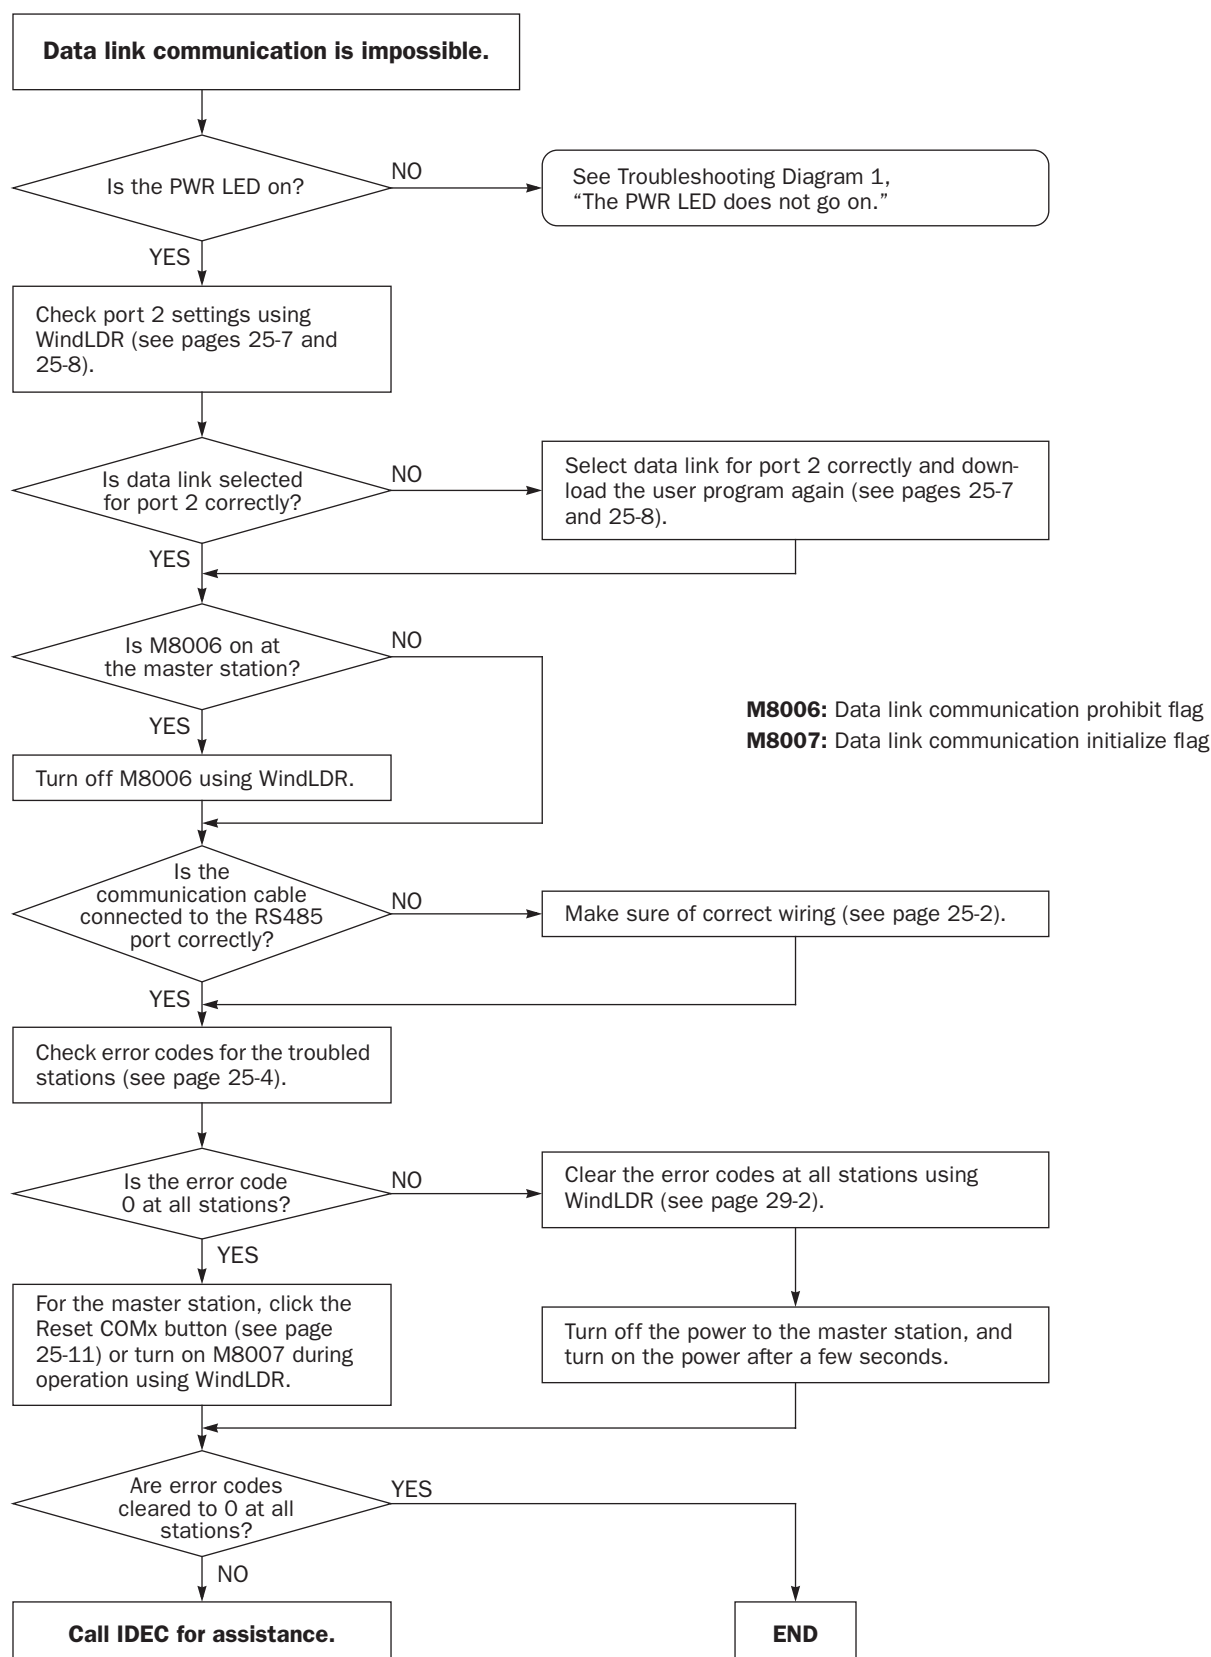 Data link communication is impossible.
Is the PWR LED on?
NO
See Troubleshooting Diagram 1,
“The PWR LED does not go on.”
YES
Check port 2 settings using
WindLDR (see pages 25-7 and
25-8).
Is data link selected
for port 2 correctly?
NO
Select data link for port 2 correctly and down-
load the user program again (see pages 25-7
and 25-8).
YES
Is M8006 on at
the master station?
NO
M8006: Data link communication prohibit flag
M8007: Data link communication initialize flag
YES
Turn off M8006 using WindLDR.
Is the
communication cable
connected to the RS485
port correctly?
NO
Make sure of correct wiring (see page 25-2).
YES
Check error codes for the troubled
stations (see page 25-4).
Is the error code
0 at all stations?
NO
Clear the error codes at all stations using
WindLDR (see page 29-2).
YES
For the master station, click the
Reset COMx button (see page
25-11) or turn on M8007 during
operation using WindLDR.
Turn off the power to the master station, and
turn on the power after a few seconds.
Are error codes
cleared to 0 at all
stations?
YES
NO
Call IDEC for assistance.
END